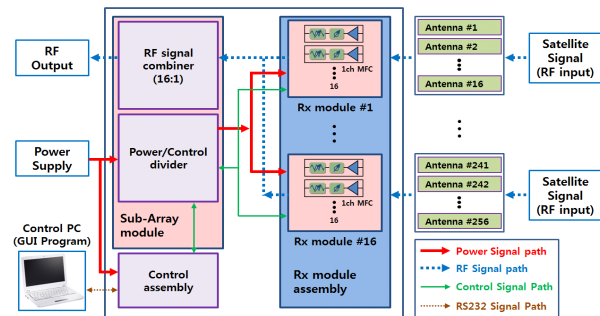 RF
Output
RF signal
combiner
(16:1)
1ch MFC
16
Rx module #1
Antenna #1
Antenna #2
Antenna #16
Satellite
Signal
(RF input)
Power
Supply
Power/Control
divider
Sub-Array
module
1ch MFC
16
Rx module #16
Rx module
assembly
Antenna #241
Antenna #242
Antenna #256
Satellite
Signal
(RF input)
Control PC
(GUI Program)
Control
assembly
Power Signal path
RF Signal path
Control Signal Path
RS232 Signal Path